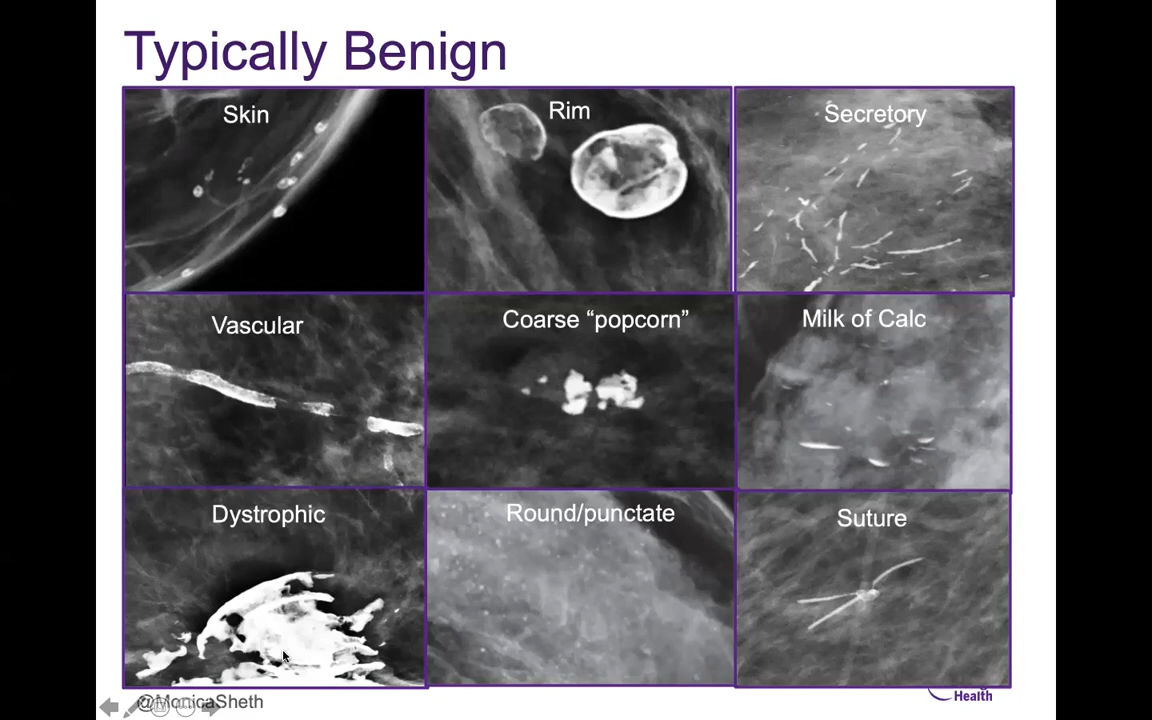 Typically Benign
Skin
Rim
Secretory
Vascular
Coarse “popcorn”
Milk of Calc
Dystrophic
Round/punctate
Suture
@MonicaSheth
Health